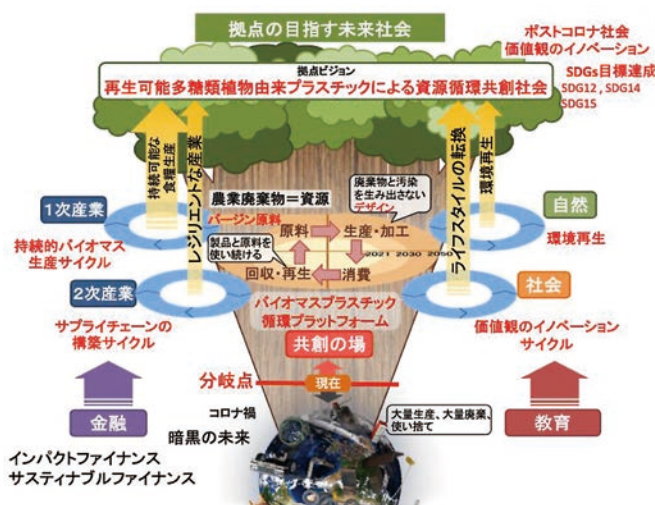 拠点の目指す未来社会
ポストコロナ社会
価値観のイノベーション
拠点ビジョン
再生可能多糖類植物由来プラスチックによる資源循環共創社会
SDGs目標達成
SDG12 , SDG14
SDG15
持続可能な
食糧生産
レジリエントな産業
ライフスタイルの転換
環境再生
農業廃棄物=資源
バージン原料
廃棄物と汚染
を生み出さない
デザイン
1次産業
自然
原料
生産・加工
持続的バイオマス
生産サイクル
環境再生
製品と原料を
使い続ける
2021 2030 2050
回収・再生
消費
2次産業
社会
バイオマスプラスチック
循環プラットフォーム
サプライチェーンの
構築サイクル
価値観のイノベーション
サイクル
共創の場
分岐点
現在
金融
教育
コロナ禍
暗黒の未来
大量生産、大量廃棄、
使い捨て
インパクトファイナンス
サスティナブルファイナンス